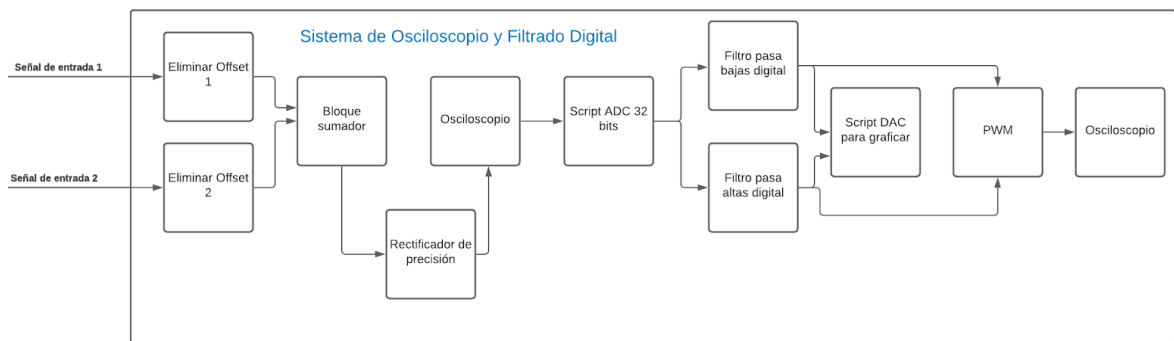 Sistema de Osciloscopio y Filtrado Digital
Señal de entrada 1
Eliminar Offset
1
Señal de entrada 2
Eliminar Offset
2
Bloque
sumador
Rectificador de
precisión
Osciloscopio
Script ADC 32
bits
Filtro pasa
bajas digital
Filtro pasa
altas digital
Script DAC
para graficar
PWM
Osciloscopio